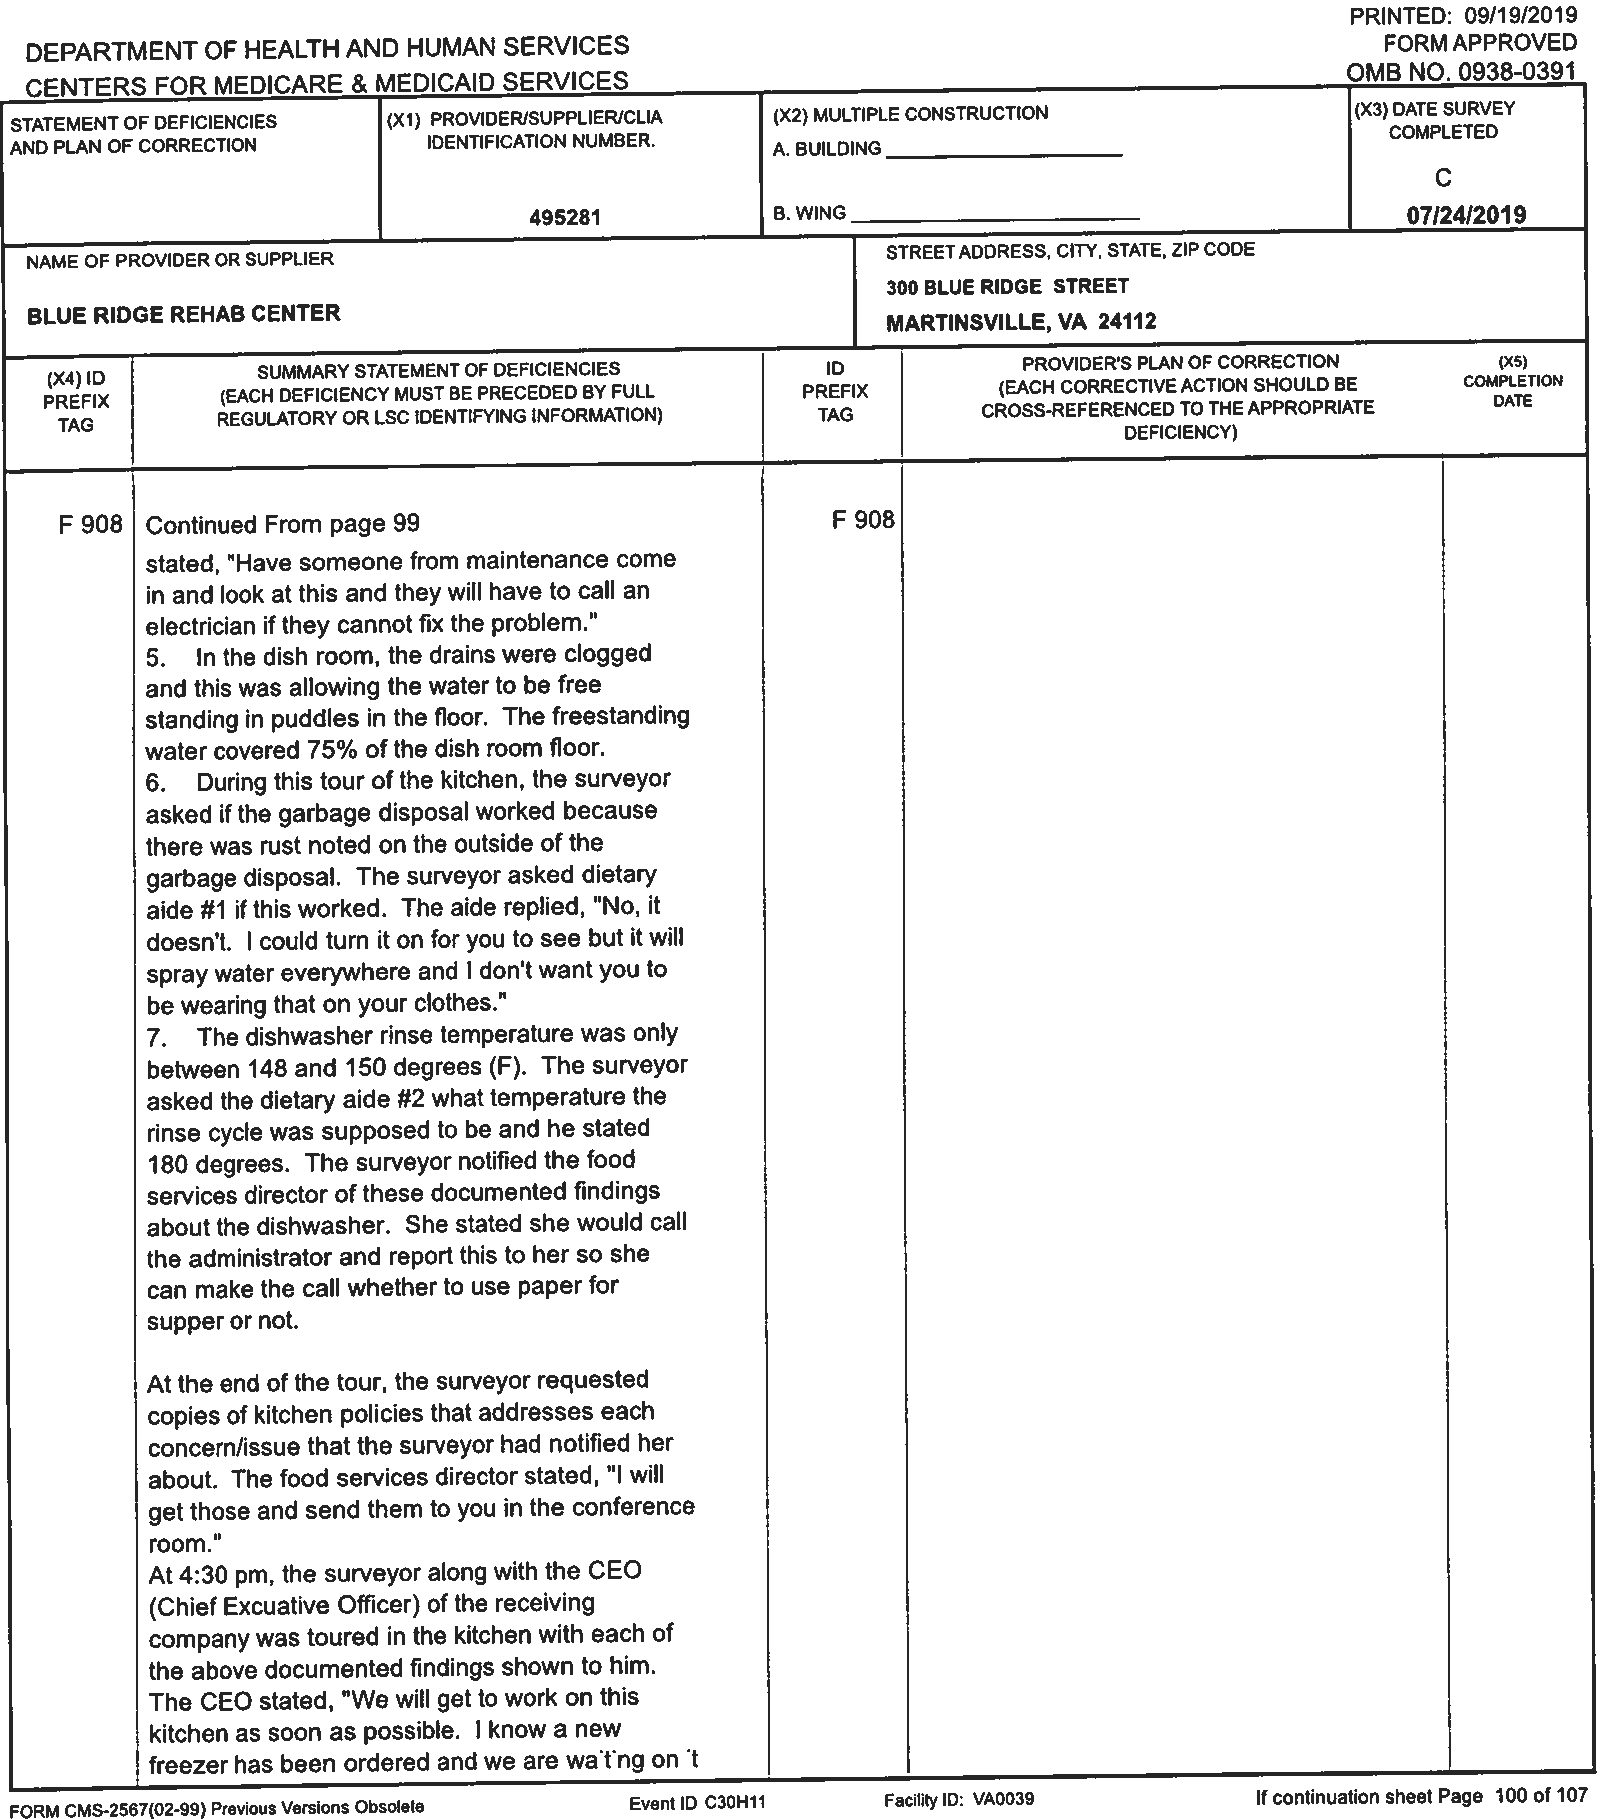 PRINTED: 09/19/2019
DEPARTMENT OF HEALTH AND HUMAN SERVICES
FORM APPROVED
CENTERS FOR MEDICARE & MEDICAID SERVICES
OMB NO. 0938-0391
STATEMENT OF DEFICIENCIES
AND PLAN OF CORRECTION
(X1) PROVIDER/SUPPLIER/CLIA
IDENTIFICATION NUMBER.
495281
(X2) MULTIPLE CONSTRUCTION
A. BUILDING
B. WING
(X3) DATE SURVEY
COMPLETED
C
07/24/2019
NAME OF PROVIDER OR SUPPLIER
BLUE RIDGE REHAB CENTER
STREET ADDRESS, CITY, STATE, ZIP CODE
300 BLUE RIDGE STREET
MARTINSVILLE, VA 24112
(X4) ID
PREFIX
TAG
SUMMARY STATEMENT OF DEFICIENCIES
(EACH DEFICIENCY MUST BE PRECEDED BY FULL
REGULATORY OR LSC IDENTIFYING INFORMATION)
ID
PREFIX
TAG
PROVIDER'S PLAN OF CORRECTION
(EACH CORRECTIVE ACTION SHOULD BE
CROSS-REFERENCED TO THE APPROPRIATE
DEFICIENCY)
(X5)
COMPLETION
DATE
F 908 Continued From page 99 F 908
stated, "Have someone from maintenance come
in and look at this and they will have to call an
electrician if they cannot fix the problem."
5. In the dish room, the drains were clogged
and this was allowing the water to be free
standing in puddles in the floor. The freestanding
water covered 75% of the dish room floor.
6. During this tour of the kitchen, the surveyor
asked if the garbage disposal worked because
there was rust noted on the outside of the
garbage disposal. The surveyor asked dietary
aide #1 if this worked. The aide replied, "No, it
doesn't. I could turn it on for you to see but it will
spray water everywhere and I don't want you to
be wearing that on your clothes."
7. The dishwasher rinse temperature was only
between 148 and 150 degrees (F). The surveyor
asked the dietary aide #2 what temperature the
rinse cycle was supposed to be and he stated
180 degrees. The surveyor notified the food
services director of these documented findings
about the dishwasher. She stated she would call
the administrator and report this to her so she
can make the call whether to use paper for
supper or not.
At the end of the tour, the surveyor requested
copies of kitchen policies that addresses each
concern/issue that the surveyor had notified her
about. The food services director stated, "I will
get those and send them to you in the conference
room."
At 4:30 pm, the surveyor along with the CEO
(Chief Excuative Officer) of the receiving
company was toured in the kitchen with each of
the above documented findings shown to him.
The CEO stated, "We will get to work on this
kitchen as soon as possible. I know a new
freezer has been ordered and we are waiting on it
FORM CMS-2567(02-99) Previous Versions Obsolete
Event ID C30H11
Facility ID: VA0039
If continuation sheet Page 100 of 107